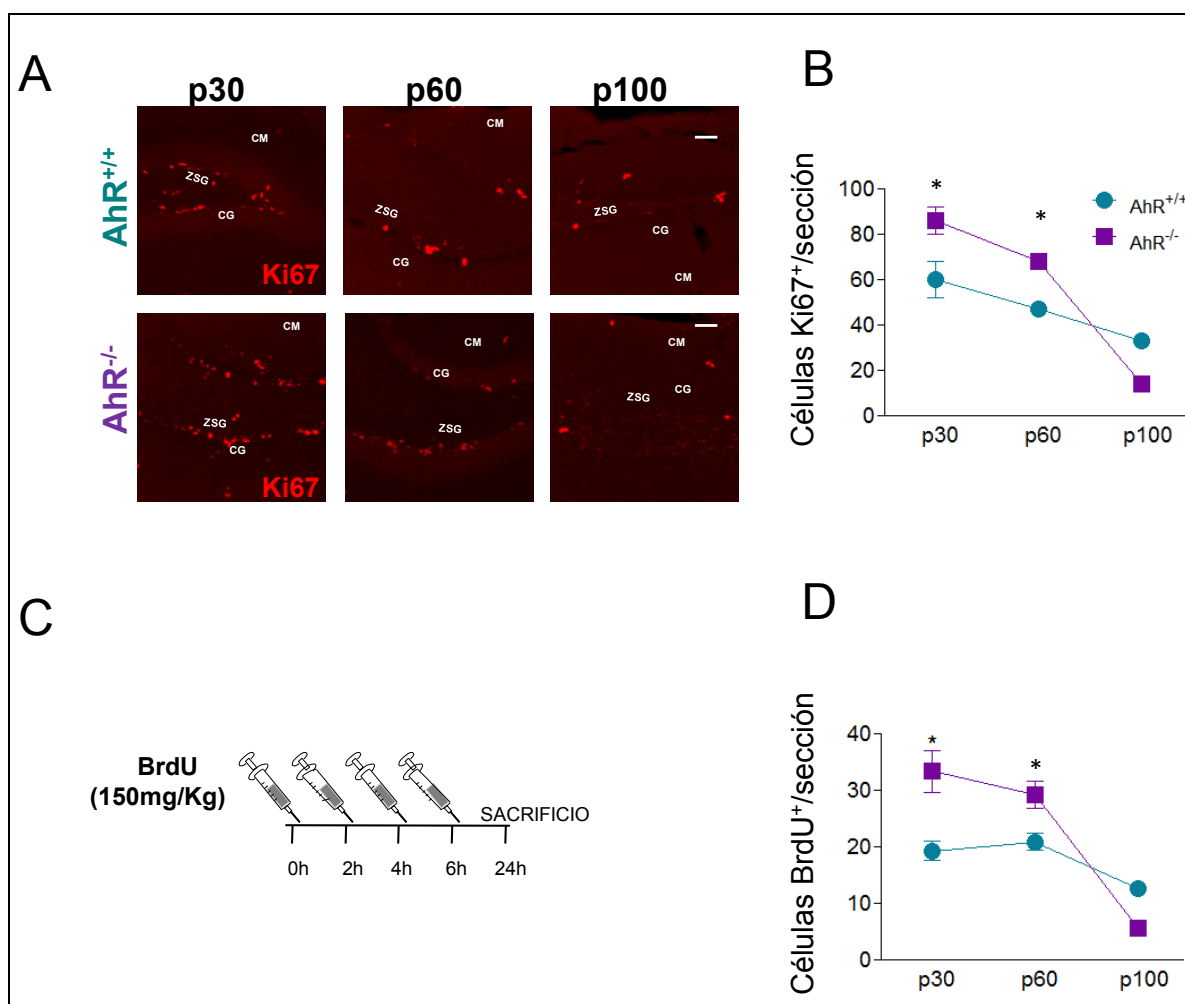 A
p30
p60
p100
AhR+/+
CM
ZSG
CG
Ki67
CM
ZSG
CG
CM
ZSG
CG
CM
AhR-/-
CM
ZSG
CG
Ki67
CM
CG
ZSG
CM
CG
ZSG
B
Células Ki67+/sección
100
80
60
40
20
0
*
*
AhR+/+
AhR-/-
p30
p60
p100
C
BrdU
(150mg/Kg)
SACRIFICIO
0h
2h
4h
6h
24h
D
Células BrdU+/sección
40
30
20
10
0
*
*
p30
p60
p100